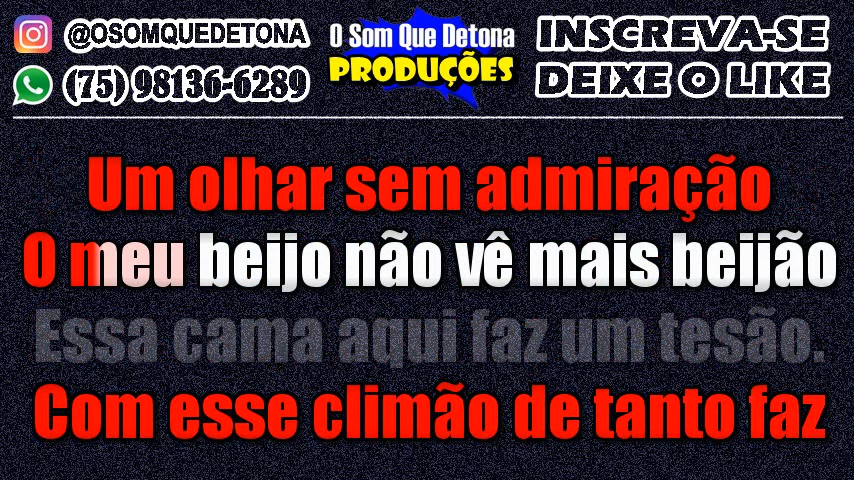 @OSOMQUEDETONA
(75) 98136-6289
O Som Que Detona
PRODUÇÕES
INSCREVA-SE
DEIXE O LIKE
Um olhar sem admiração
O meu beijo não vê mais beijão
Essa cama aqui faz um tesão.
Com esse climão de tanto faz